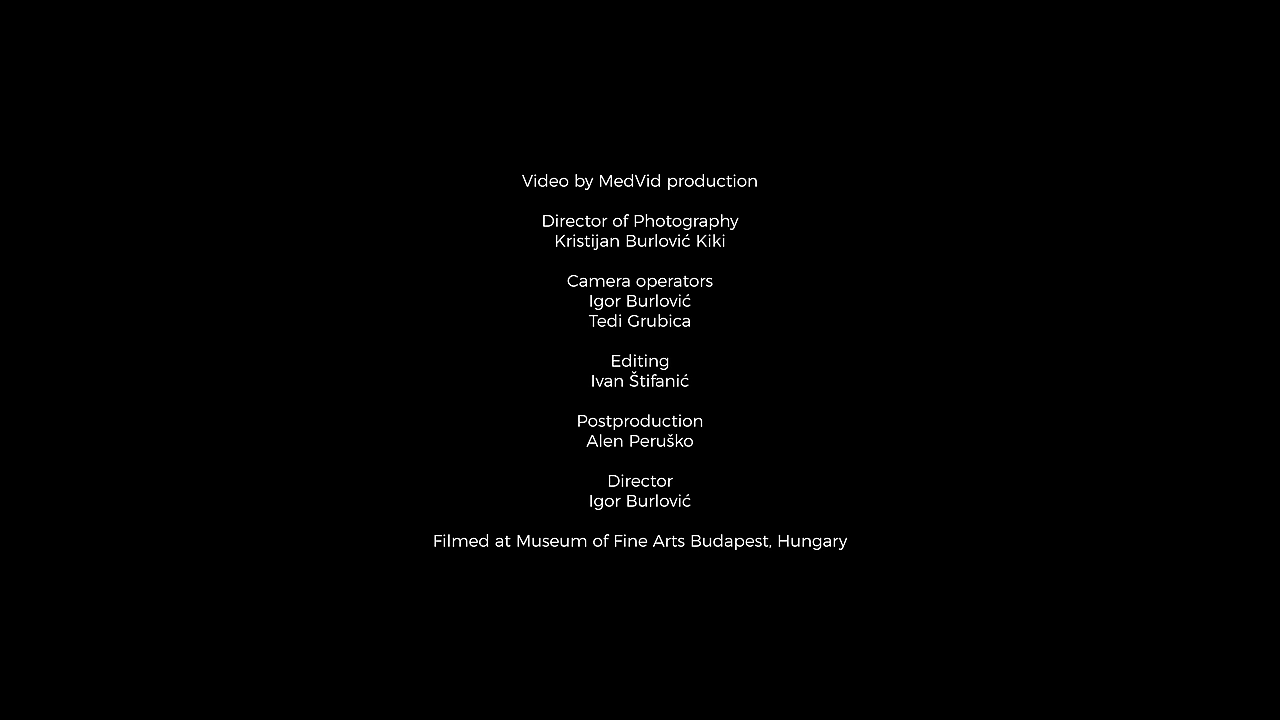 Video by MedVid production
Director of Photography
Kristijan Burlović Kiki
Camera operators
Igor Burlović
Tedi Grubica
Editing
Ivan Štifanić
Postproduction
Alen Peruško
Director
Igor Burlović
Filmed at Museum of Fine Arts Budapest, Hungary